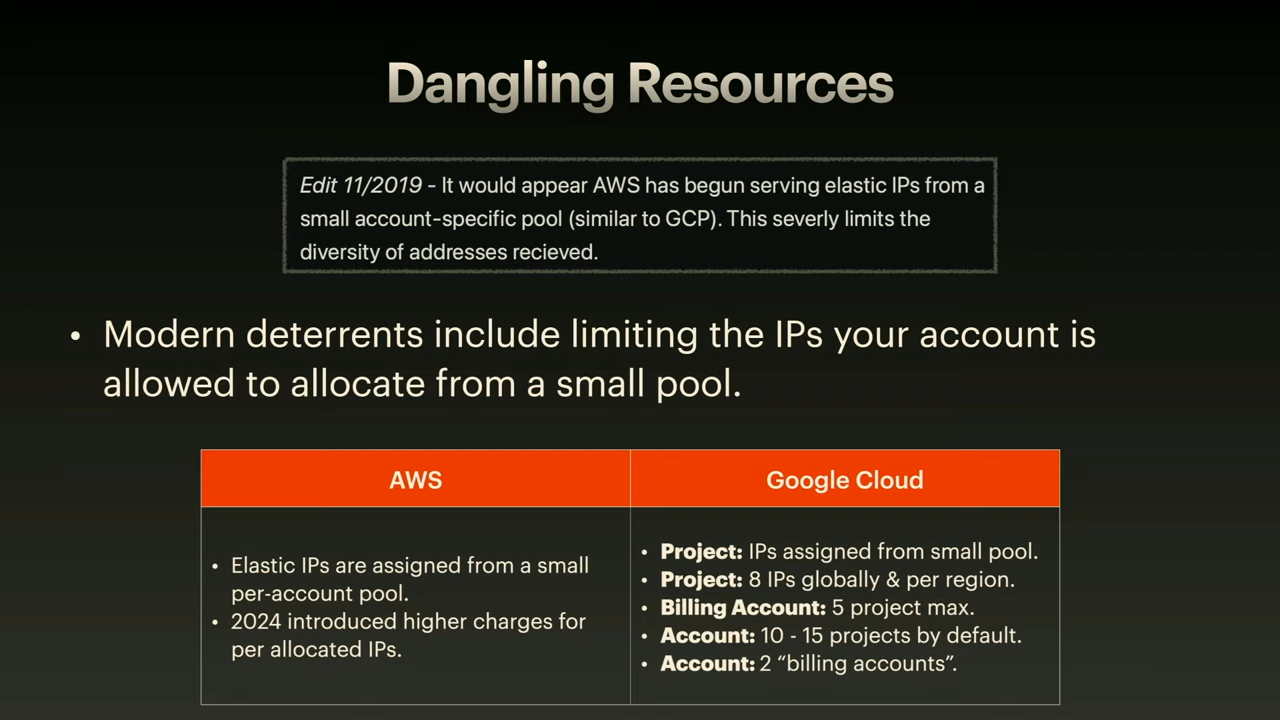 Dangling Resources
Edit 11/2019 - It would appear AWS has begun serving elastic IPs from a
small account-specific pool (similar to GCP). This severly limits the
diversity of addresses recieved.
• Modern deterrents include limiting the IPs your account is
allowed to allocate from a small pool.
AWS
• Elastic IPs are assigned from a small
per-account pool.
• 2024 introduced higher charges for
per allocated IPs.
Google Cloud
• Project: IPs assigned from small pool.
• Project: 8 IPs globally & per region.
• Billing Account: 5 project max.
• Account: 10 - 15 projects by default.
• Account: 2 “billing accounts”.